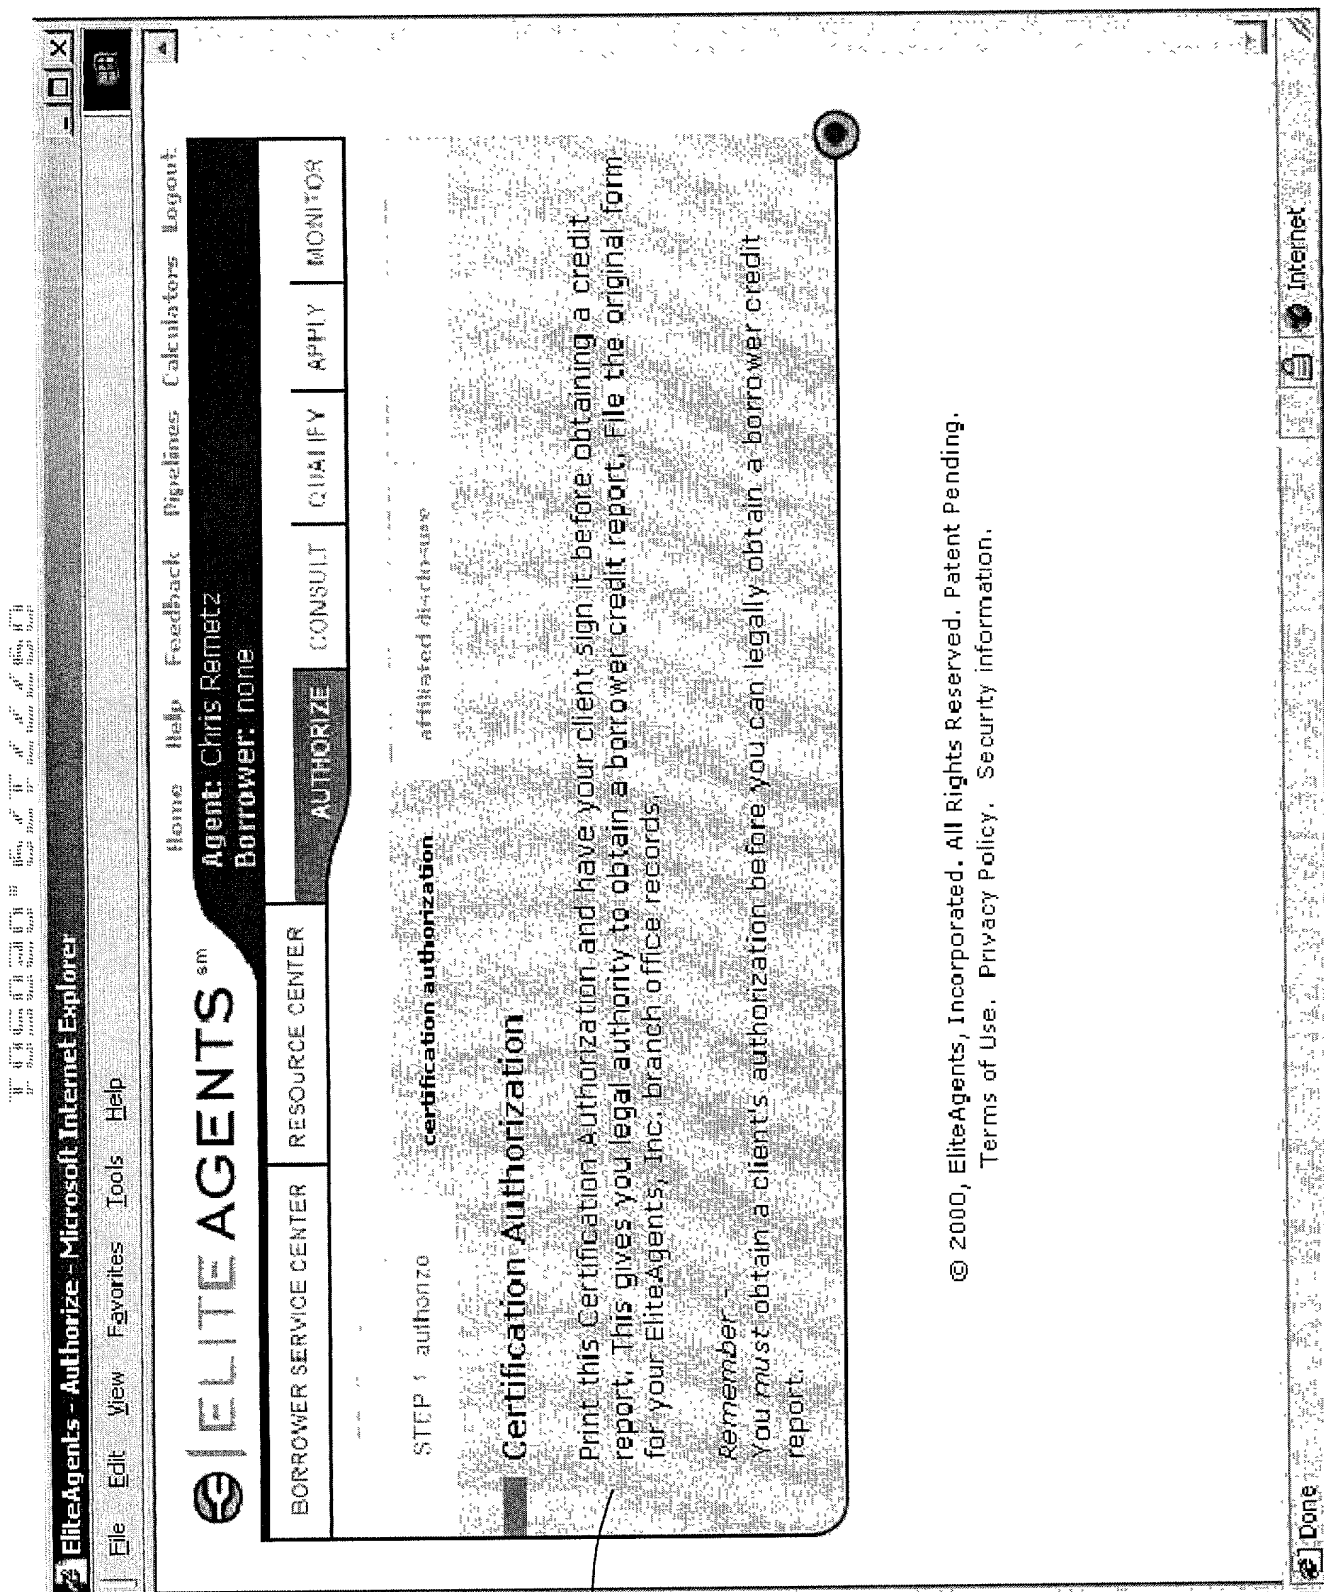 EliteAgents - Authorize - Microsoft Internet Explorer
File Edit View Favorites Tools Help
Home Help Feedback Pipelines Calculators Logout
ELITE AGENTS sm
Agent: Chris Remetz
Borrower: none
BORROWER SERVICE CENTER RESOURCE CENTER AUTHORIZE CONSULT QUALIFY APPLY MONITOR
STEP 1 authorize certification authorization affiliated disclosure
Certification Authorization
Print this Certification Authorization and have your client sign it before obtaining a credit
report. This gives you legal authority to obtain a borrower credit report. File the original form
for your EliteAgents, Inc. branch office records.
Remember -
You must obtain a client's authorization before you can legally obtain a borrower credit
report.
© 2000, EliteAgents, Incorporated. All Rights Reserved. Patent Pending.
Terms of Use. Privacy Policy. Security information.
Done Internet